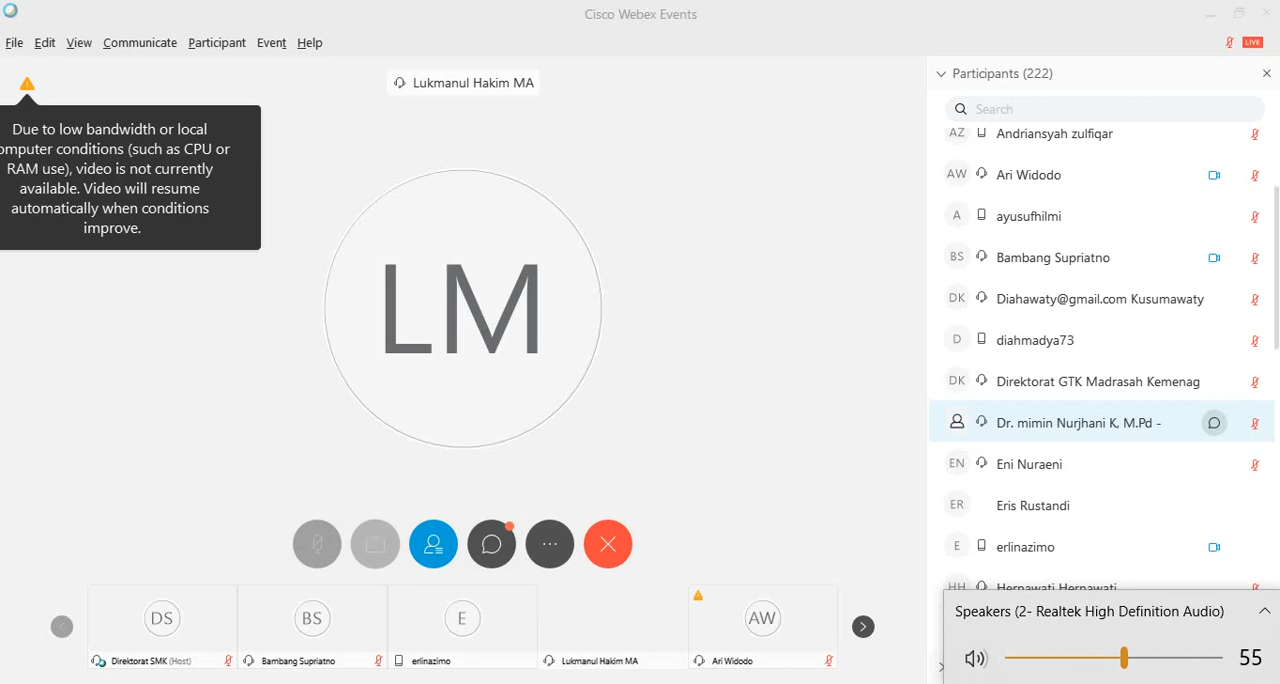 Cisco Webex Events
File Edit View Communicate Participant Event Help
LIVE
Due to low bandwidth or local
omputer conditions (such as CPU or
RAM use), video is not currently
available. Video will resume
automatically when conditions
improve.
Lukmanul Hakim MA
LM
DS
Direktorat SMK (Host)
BS
Bambang Supriatno
E
erlinazimo
Lukmanul Hakim MA
AW
Ari Widodo
Participants (222)
Search
AZ Andriansyah zulfiqar
AW Ari Widodo
A ayusufhilmi
BS Bambang Supriatno
DK Diahawaty@gmail.com Kusumawaty
D diahmadya73
DK Direktorat GTK Madrasah Kemenag
Dr. mimin Nurjhani K, M.Pd -
EN Eni Nuraeni
ER Eris Rustandi
E erlinazimo
HH Hernawati Hernawati
Speakers (2- Realtek High Definition Audio)
55